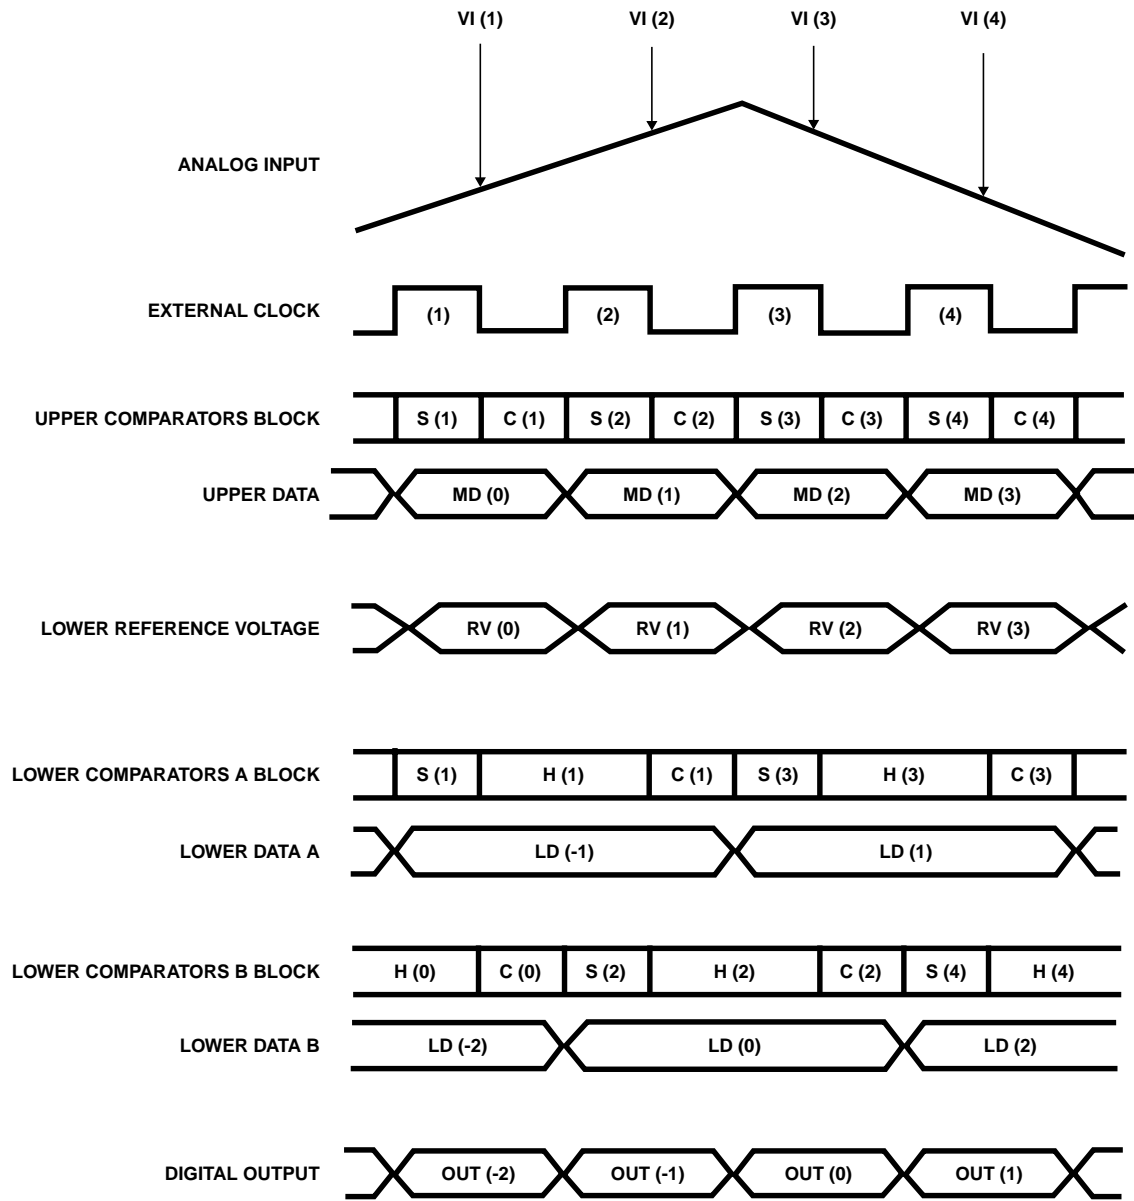 VI (1) VI (2) VI (3) VI (4)
ANALOG INPUT
EXTERNAL CLOCK (1) (2) (3) (4)
UPPER COMPARATORS BLOCK S (1) C (1) S (2) C (2) S (3) C (3) S (4) C (4)
UPPER DATA MD (0) MD (1) MD (2) MD (3)
LOWER REFERENCE VOLTAGE RV (0) RV (1) RV (2) RV (3)
LOWER COMPARATORS A BLOCK S (1) H (1) C (1) S (3) H (3) C (3)
LOWER DATA A LD (-1) LD (1)
LOWER COMPARATORS B BLOCK H (0) C (0) S (2) H (2) C (2) S (4) H (4)
LOWER DATA B LD (-2) LD (0) LD (2)
DIGITAL OUTPUT OUT (-2) OUT (-1) OUT (0) OUT (1)